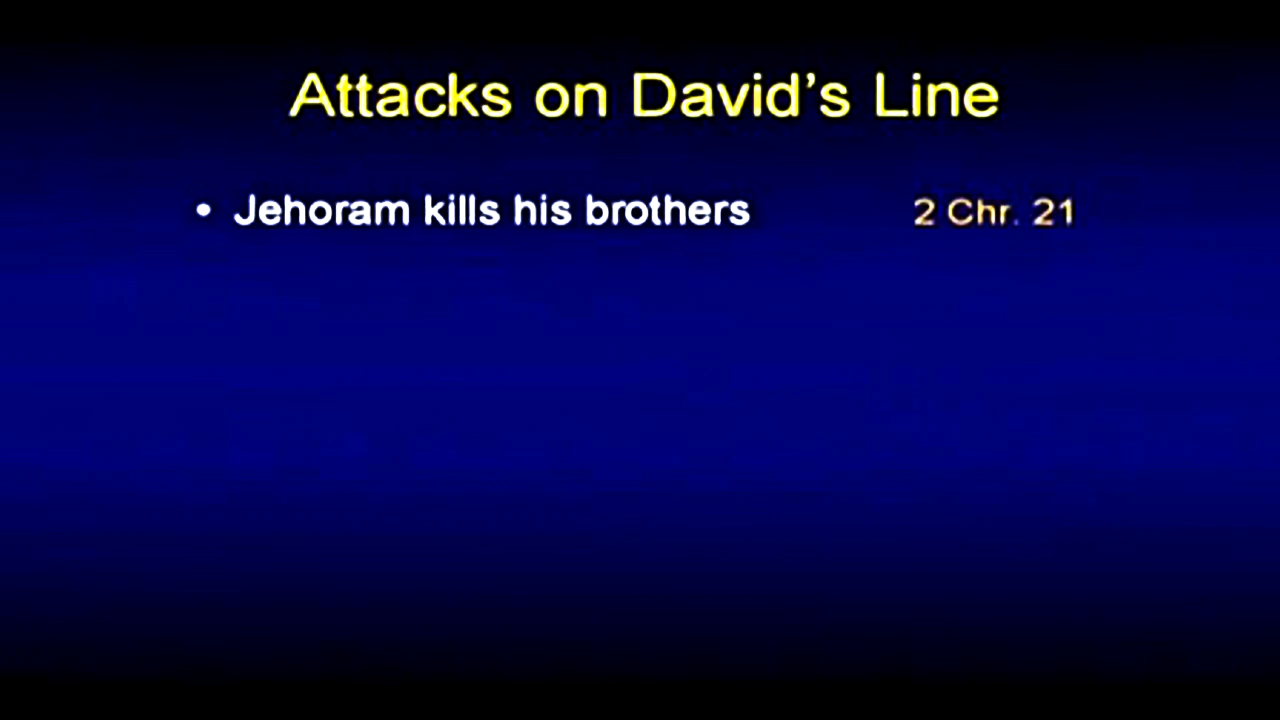 Attacks on David’s Line
• Jehoram kills his brothers 2 Chr. 21